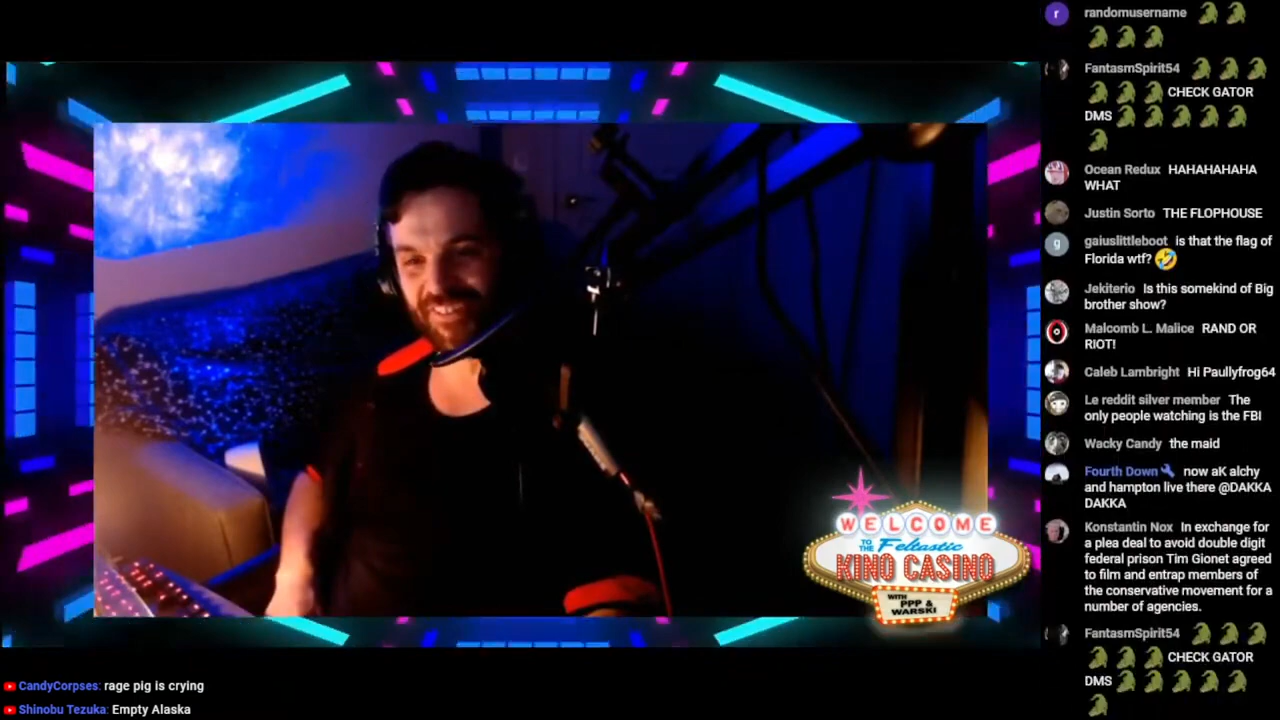 randomusername
FantasmSpirit54
CHECK GATOR
DMS
Ocean Redux HAHAHAHAHA
WHAT
Justin Sorto THE FLOPHOUSE
g gaiuslittleboot is that the flag of
Florida wtf?
Jekiterio Is this somekind of Big
brother show?
Malcomb L. Malice RAND OR
RIOT!
Caleb Lambright Hi Paullyfrog64
Le reddit silver member The
only people watching is the FBI
Wacky Candy the maid
Fourth Down now aK alchy
and hampton live there @DAKKA
DAKKA
Konstantin Nox In exchange for
a plea deal to avoid double digit
federal prison Tim Gionet agreed
to film and entrap members of
the conservative movement for a
number of agencies.
FantasmSpirit54
CHECK GATOR
DMS
WELCOME
TO THE Feltastic
KINO CASINO
WITH
PPP &
WARSKI
CandyCorpses: rage pig is crying
Shinobu Tezuka: Empty Alaska